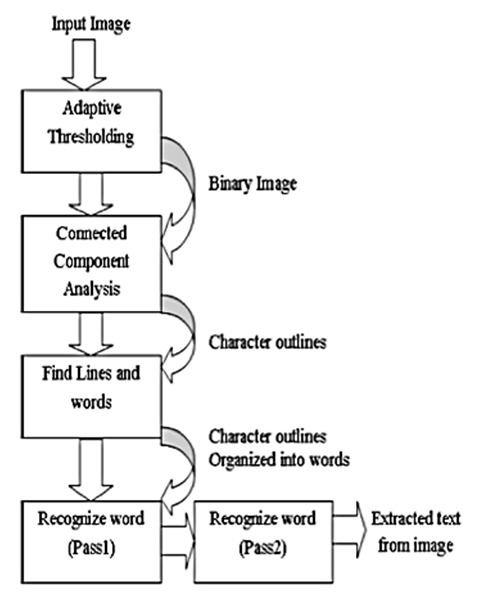 Input Image
Adaptive
Thresholding
Binary Image
Connected
Component
Analysis
Character outlines
Find Lines and
words
Character outlines
Organized into words
Recognize word
(Pass1)
Recognize word
(Pass2)
Extracted text
from image